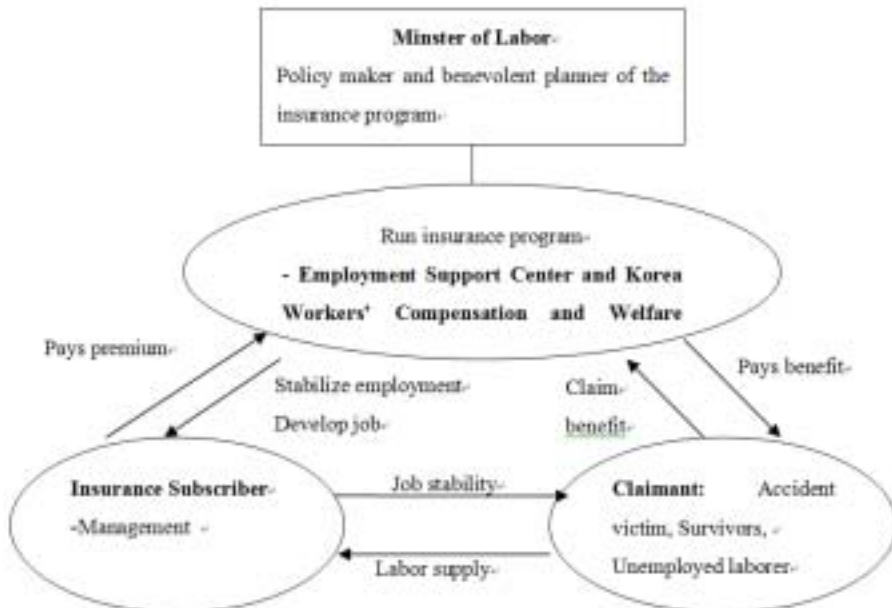 Minster of Labor
Policy maker and benevolent planner of the
insurance program
Run insurance program
- Employment Support Center and Korea
Workers' Compensation and Welfare
Pays premium
Stabilize employment
Develop job
Claim
benefit
Pays benefit
Insurance Subscriber
-Management
Job stability
Labor supply
Claimant: Accident
victim, Survivors,
Unemployed laborer